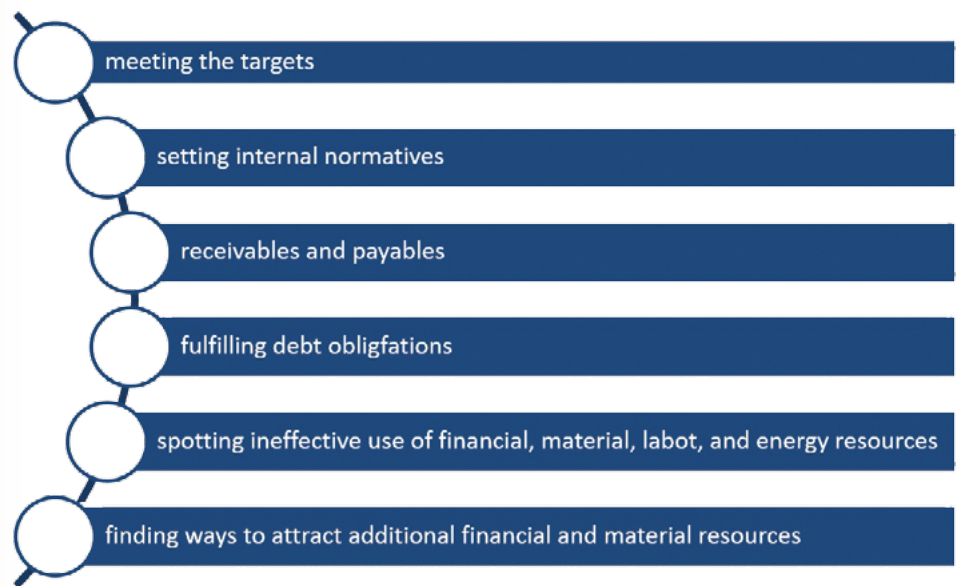 meeting the targets
setting internal normatives
receivables and payables
fulfilling debt obligfations
spotting ineffective use of financial, material, labot, and energy resources
finding ways to attract additional financial and material resources